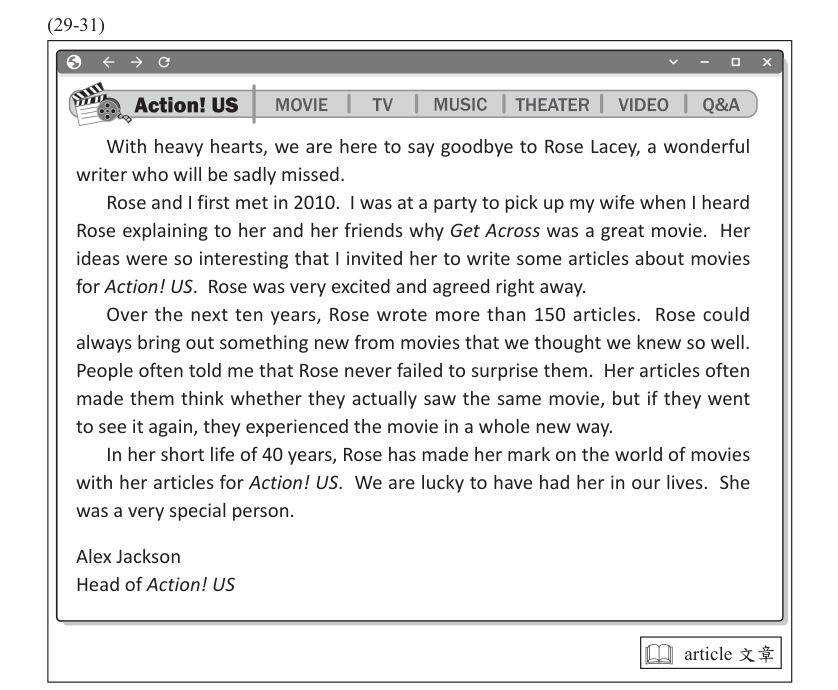 (29-31)
Action! US MOVIE TV MUSIC THEATER VIDEO Q&A
With heavy hearts, we are here to say goodbye to Rose Lacey, a wonderful
writer who will be sadly missed.
Rose and I first met in 2010. I was at a party to pick up my wife when I heard
Rose explaining to her and her friends why Get Across was a great movie. Her
ideas were so interesting that I invited her to write some articles about movies
for Action! US. Rose was very excited and agreed right away.
Over the next ten years, Rose wrote more than 150 articles. Rose could
always bring out something new from movies that we thought we knew so well.
People often told me that Rose never failed to surprise them. Her articles often
made them think whether they actually saw the same movie, but if they went
to see it again, they experienced the movie in a whole new way.
In her short life of 40 years, Rose has made her mark on the world of movies
with her articles for Action! US. We are lucky to have had her in our lives. She
was a very special person.
Alex Jackson
Head of Action! US
article 文章